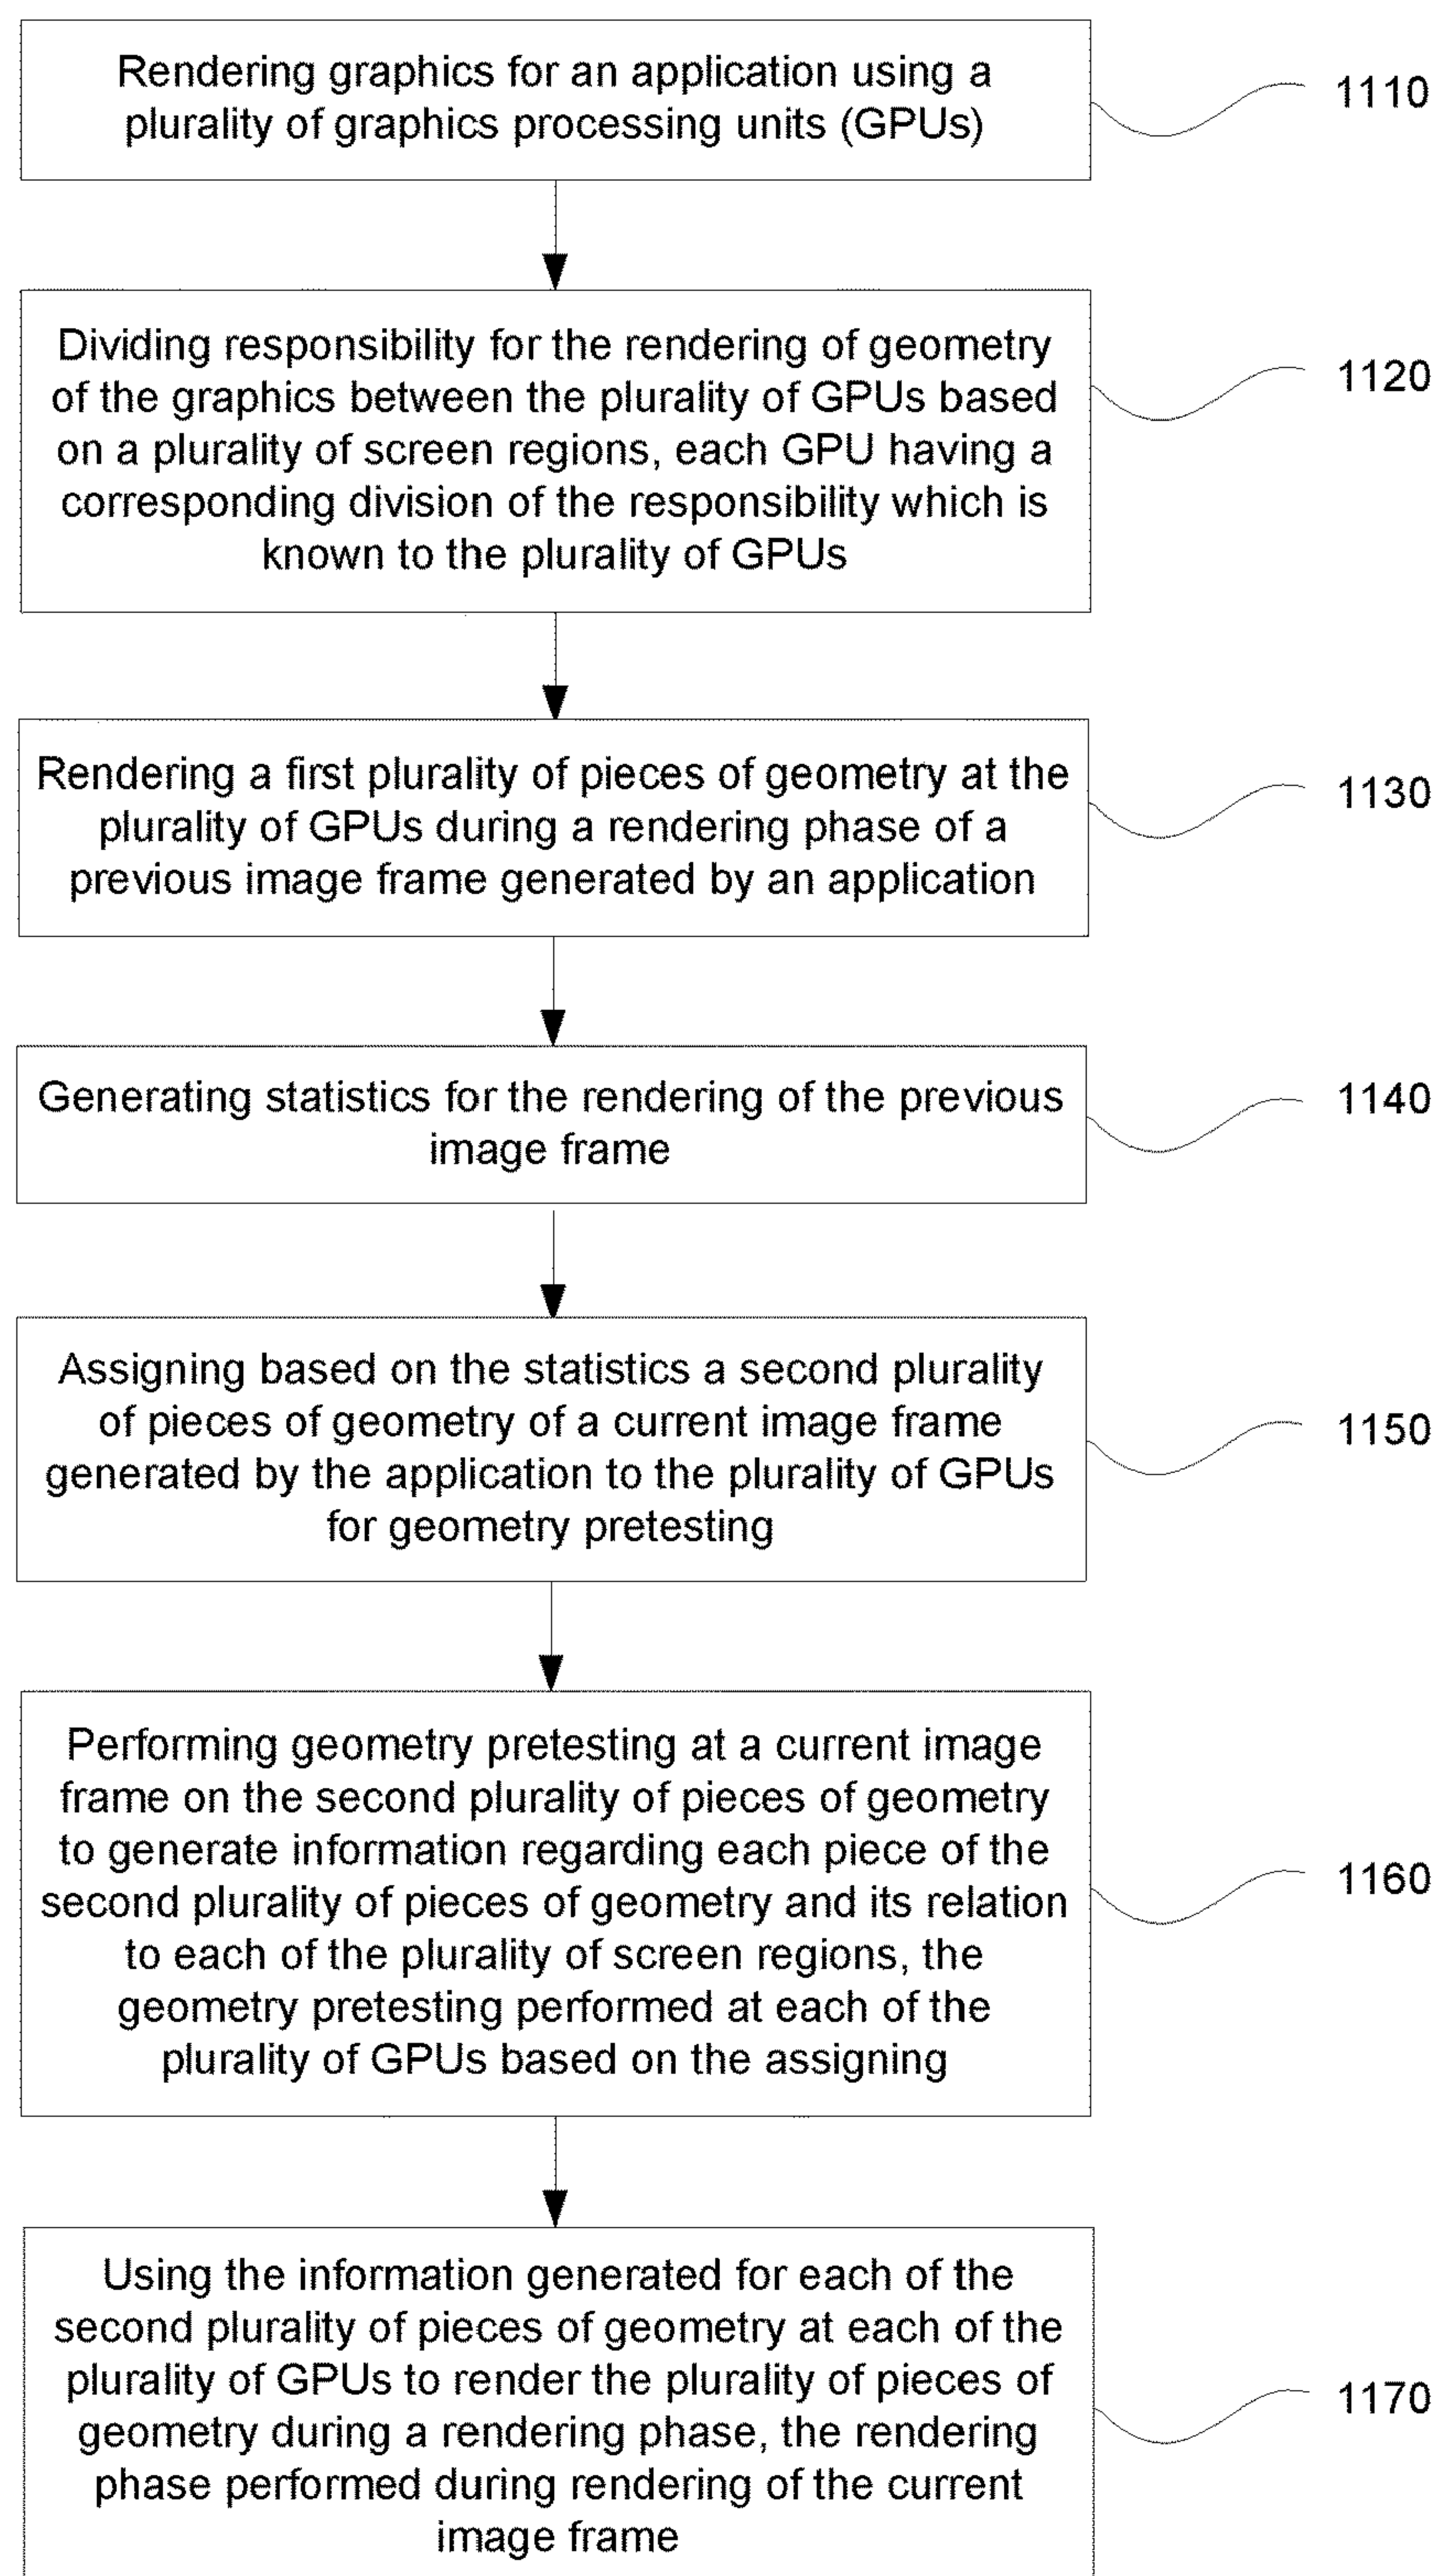 Rendering graphics for an application using a
plurality of graphics processing units (GPUs)
1110
Dividing responsibility for the rendering of geometry
of the graphics between the plurality of GPUs based
on a plurality of screen regions, each GPU having a
corresponding division of the responsibility which is
known to the plurality of GPUs
1120
Rendering a first plurality of pieces of geometry at the
plurality of GPUs during a rendering phase of a
previous image frame generated by an application
1130
Generating statistics for the rendering of the previous
image frame
1140
Assigning based on the statistics a second plurality
of pieces of geometry of a current image frame
generated by the application to the plurality of GPUs
for geometry pretesting
1150
Performing geometry pretesting at a current image
frame on the second plurality of pieces of geometry
to generate information regarding each piece of the
second plurality of pieces of geometry and its relation
to each of the plurality of screen regions, the
geometry pretesting performed at each of the
plurality of GPUs based on the assigning
1160
Using the information generated for each of the
second plurality of pieces of geometry at each of the
plurality of GPUs to render the plurality of pieces of
geometry during a rendering phase, the rendering
phase performed during rendering of the current
image frame
1170